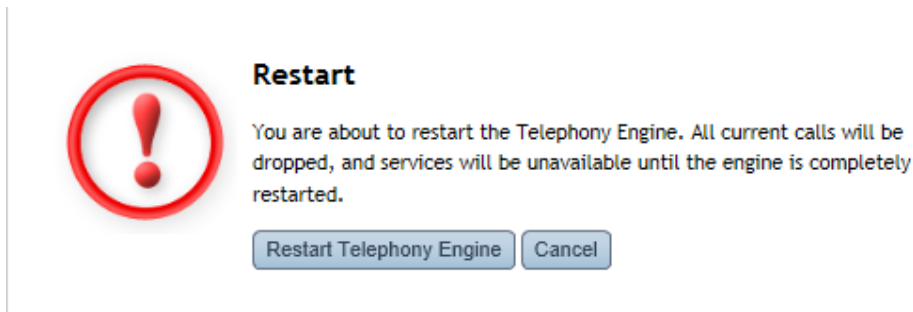 Restart
You are about to restart the Telephony Engine. All current calls will be
dropped, and services will be unavailable until the engine is completely
restarted.
Restart Telephony Engine Cancel